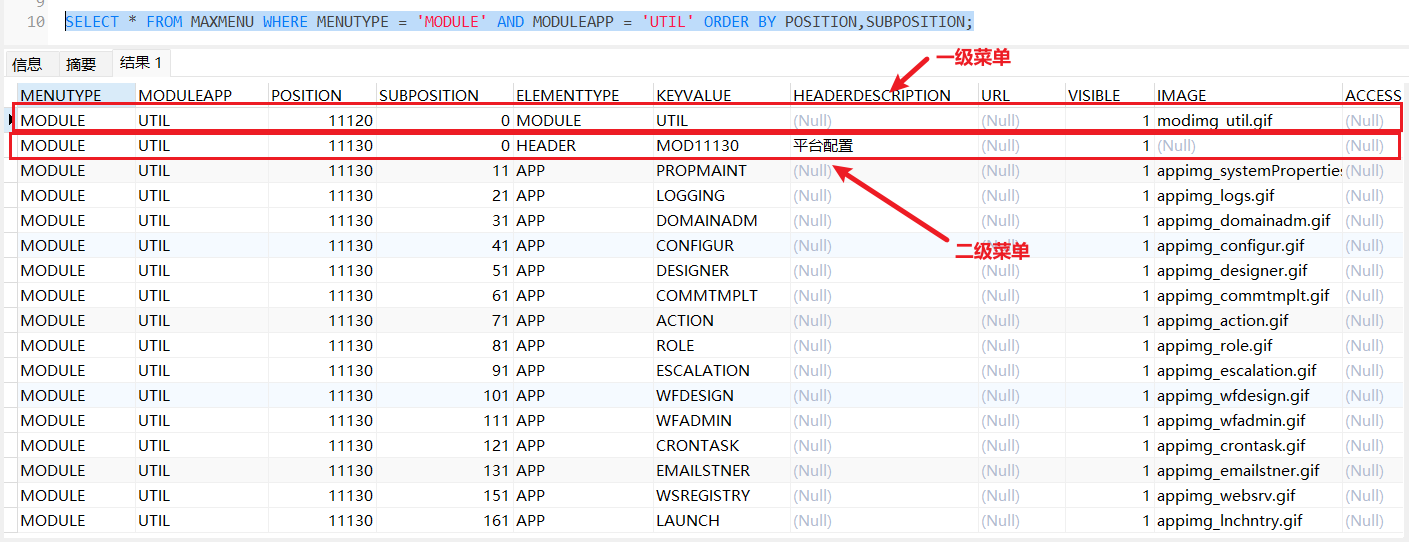 9
10 SELECT * FROM MAXMENU WHERE MENUTYPE = 'MODULE' AND MODULEAPP = 'UTIL' ORDER BY POSITION,SUBPOSITION;
信息 摘要 结果 1
一级菜单
MENUTYPE MODULEAPP POSITION SUBPOSITION ELEMENTTYPE KEYVALUE HEADERDESCRIPTION URL VISIBLE IMAGE ACCESS
MODULE UTIL 11120 0 MODULE UTIL (Null) (Null) 1 modimg_util.gif (Null)
MODULE UTIL 11130 0 HEADER MOD11130 平台配置 (Null) 1 (Null) (Null)
MODULE UTIL 11130 11 APP PROPMAINT (Null) (Null) 1 appimg_systemProperties (Null)
MODULE UTIL 11130 21 APP LOGGING (Null) (Null) 1 appimg_logs.gif (Null)
MODULE UTIL 11130 31 APP DOMAINADM (Null) (Null) 1 appimg_domainadm.gif (Null)
MODULE UTIL 11130 41 APP CONFIGUR (Null) (Null) 1 appimg_configur.gif (Null)
二级菜单
MODULE UTIL 11130 51 APP DESIGNER (Null) (Null) 1 appimg_designer.gif (Null)
MODULE UTIL 11130 61 APP COMMTMPLT (Null) (Null) 1 appimg_commtmplt.gif (Null)
MODULE UTIL 11130 71 APP ACTION (Null) (Null) 1 appimg_action.gif (Null)
MODULE UTIL 11130 81 APP ROLE (Null) (Null) 1 appimg_role.gif (Null)
MODULE UTIL 11130 91 APP ESCALATION (Null) (Null) 1 appimg_escalation.gif (Null)
MODULE UTIL 11130 101 APP WFDESIGN (Null) (Null) 1 appimg_wfdesign.gif (Null)
MODULE UTIL 11130 111 APP WFADMIN (Null) (Null) 1 appimg_wfadmin.gif (Null)
MODULE UTIL 11130 121 APP CRONTASK (Null) (Null) 1 appimg_crontask.gif (Null)
MODULE UTIL 11130 131 APP EMAILSTNER (Null) (Null) 1 appimg_emailstner.gif (Null)
MODULE UTIL 11130 151 APP WSREGISTRY (Null) (Null) 1 appimg_websrv.gif (Null)
MODULE UTIL 11130 161 APP LAUNCH (Null) (Null) 1 appimg_lnchntry.gif (Null)